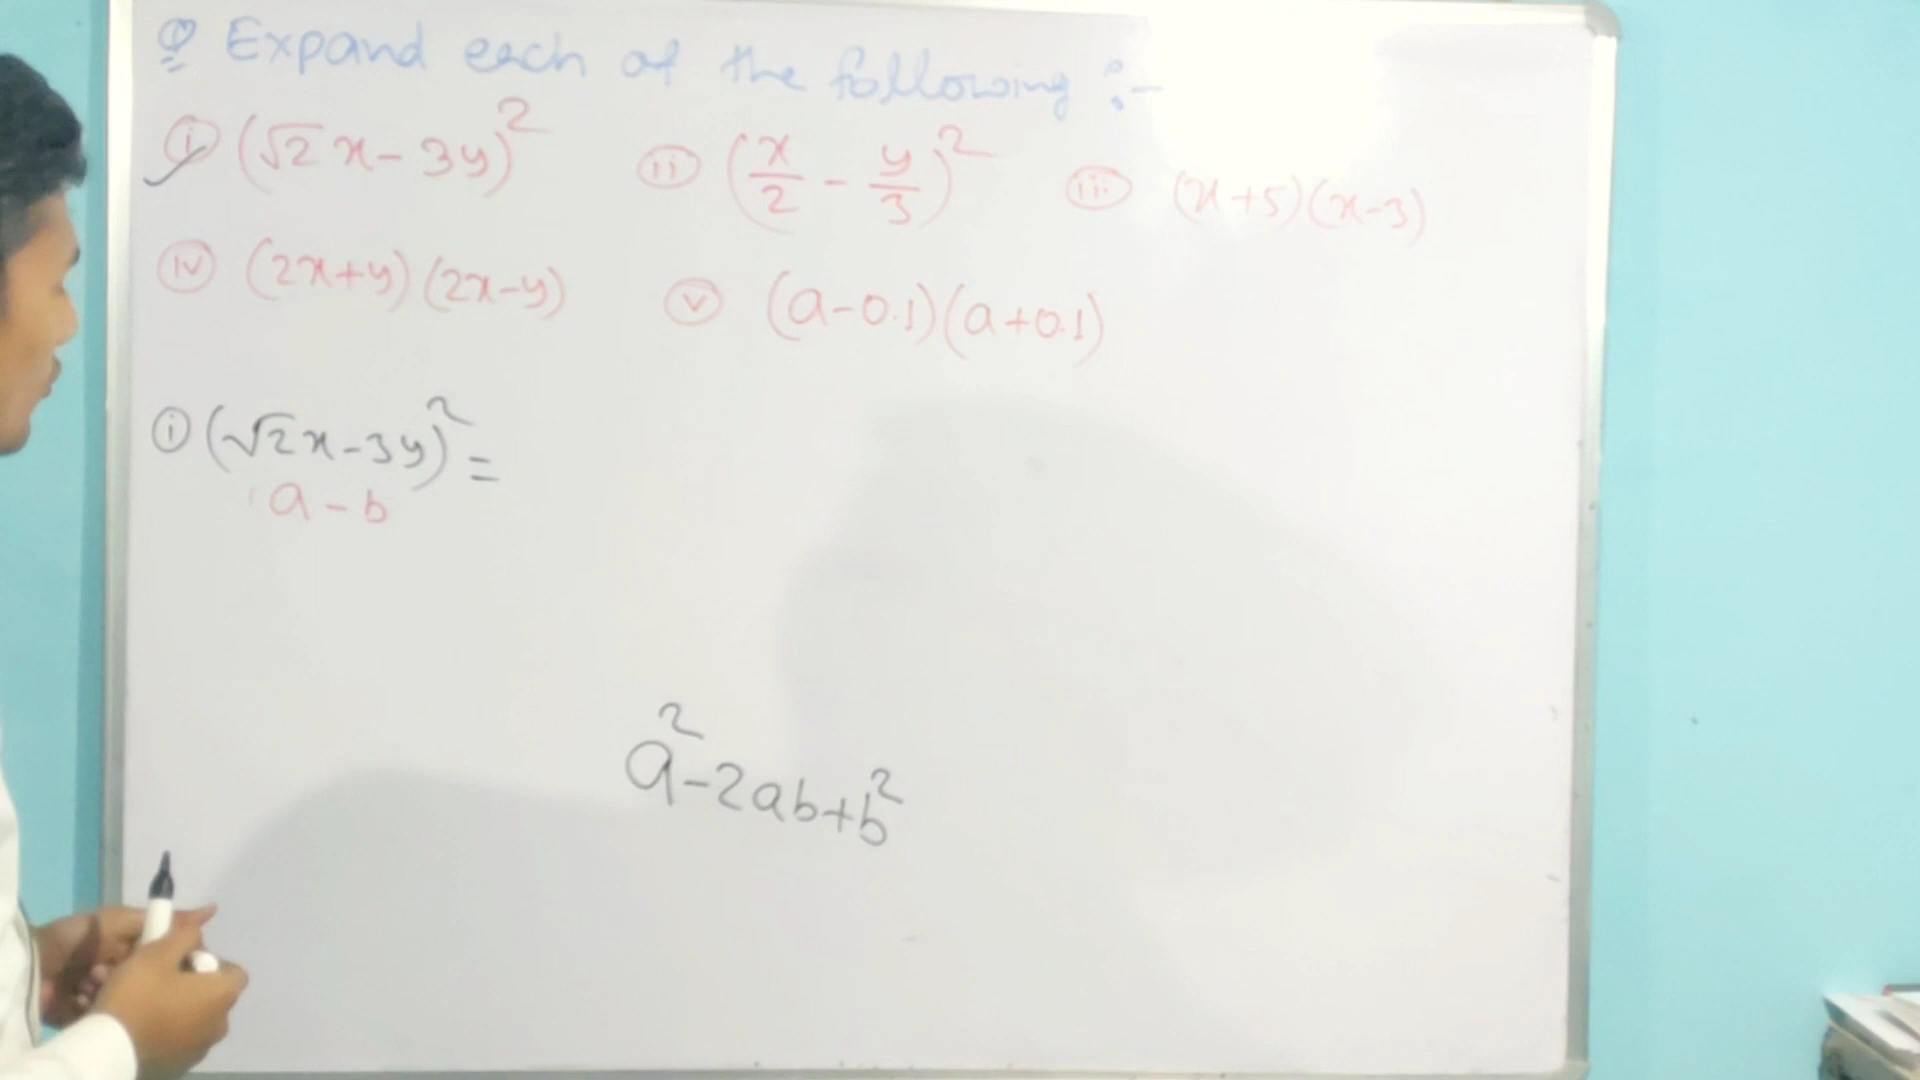 Q Expand each of the following :-
(i) (√2x - 3y)² (ii) (x/2 - y/3)² (iii) (x+5)(x-3)
(iv) (2x+y)(2x-y) (v) (a-0.1)(a+0.1)
(i) (√2x-3y)² =
a - b
a²-2ab+b²